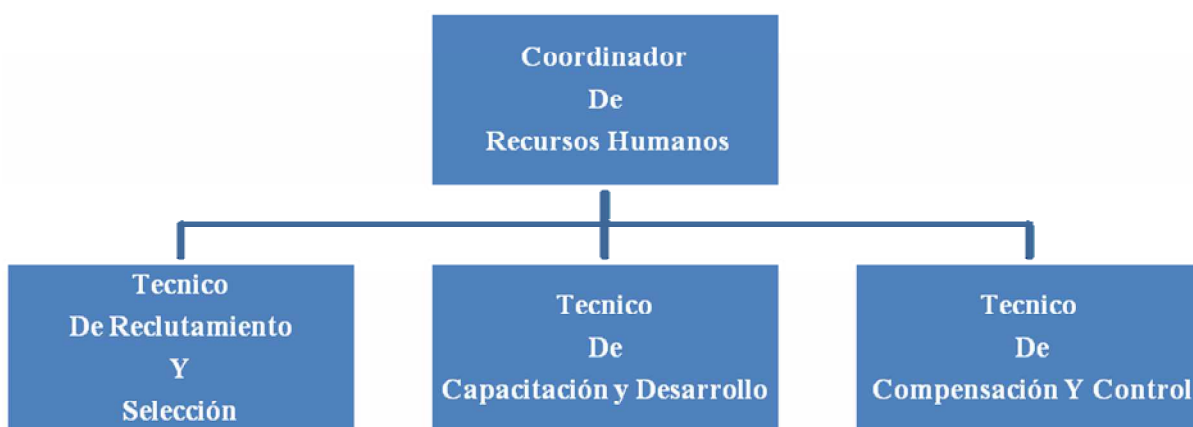 Coordinador
De
Recursos Humanos
Tecnico
De Reclutamiento
Y
Selección
Tecnico
De
Capacitación y Desarrollo
Tecnico
De
Compensación Y Control